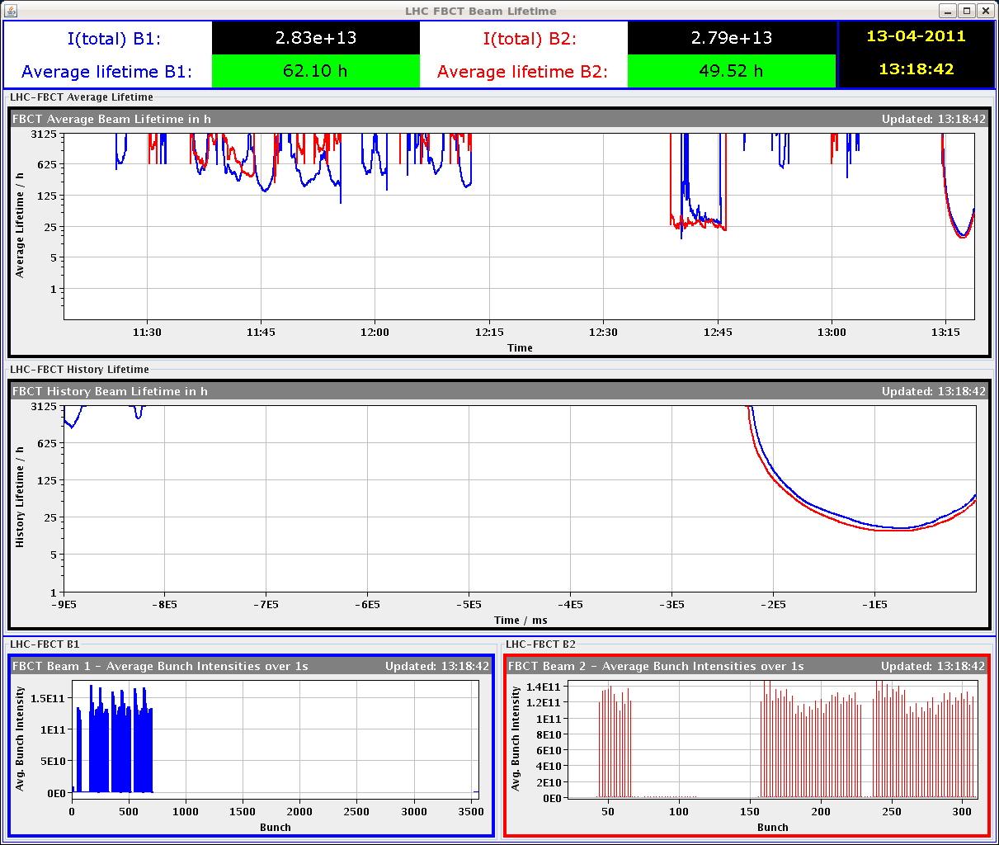 LHC FBCT Beam Lifetime
I(total) B1: 2.83e+13 I(total) B2: 2.79e+13 13-04-2011
Average lifetime B1: 62.10 h Average lifetime B2: 49.52 h 13:18:42
LHC-FBCT Average Lifetime
FBCT Average Beam Lifetime in h Updated: 13:18:42
Average Lifetime / h
3125
625
125
25
5
1
11:30 11:45 12:00 12:15 12:30 12:45 13:00 13:15
Time
LHC-FBCT History Lifetime
FBCT History Beam Lifetime in h Updated: 13:18:42
History Lifetime / h
3125
625
125
25
5
1
-9E5 -8E5 -7E5 -6E5 -5E5 -4E5 -3E5 -2E5 -1E5
Time / ms
LHC-FBCT B1
FBCT Beam 1 - Average Bunch Intensities over 1s Updated: 13:18:42
Avg. Bunch Intensity
1.5E11
1E11
5E10
0E0
0 500 1000 1500 2000 2500 3000 3500
Bunch
LHC-FBCT B2
FBCT Beam 2 - Average Bunch Intensities over 1s Updated: 13:18:42
Avg. Bunch Intensity
1.4E11
1.2E11
1E11
8E10
6E10
4E10
2E10
0E0
50 100 150 200 250 300
Bunch